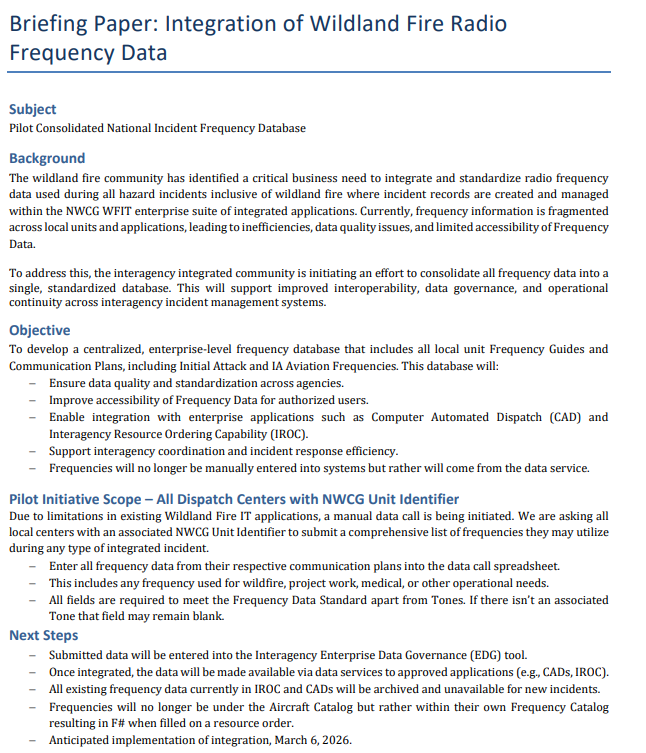 Briefing Paper: Integration of Wildland Fire Radio
Frequency Data
Subject
Pilot Consolidated National Incident Frequency Database
Background
The wildland fire community has identified a critical business need to integrate and standardize radio frequency
data used during all hazard incidents inclusive of wildland fire where incident records are created and managed
within the NWCG WFIT enterprise suite of integrated applications. Currently, frequency information is fragmented
across local units and applications, leading to inefficiencies, data quality issues, and limited accessibility of Frequency
Data.
To address this, the interagency integrated community is initiating an effort to consolidate all frequency data into a
single, standardized database. This will support improved interoperability, data governance, and operational
continuity across interagency incident management systems.
Objective
To develop a centralized, enterprise-level frequency database that includes all local unit Frequency Guides and
Communication Plans, including Initial Attack and IA Aviation Frequencies. This database will:
– Ensure data quality and standardization across agencies.
– Improve accessibility of Frequency Data for authorized users.
– Enable integration with enterprise applications such as Computer Automated Dispatch (CAD) and
Interagency Resource Ordering Capability (IROC).
– Support interagency coordination and incident response efficiency.
– Frequencies will no longer be manually entered into systems but rather will come from the data service.
Pilot Initiative Scope – All Dispatch Centers with NWCG Unit Identifier
Due to limitations in existing Wildland Fire IT applications, a manual data call is being initiated. We are asking all
local centers with an associated NWCG Unit Identifier to submit a comprehensive list of frequencies they may utilize
during any type of integrated incident.
– Enter all frequency data from their respective communication plans into the data call spreadsheet.
– This includes any frequency used for wildfire, project work, medical, or other operational needs.
– All fields are required to meet the Frequency Data Standard apart from Tones. If there isn't an associated
Tone that field may remain blank.
Next Steps
– Submitted data will be entered into the Interagency Enterprise Data Governance (EDG) tool.
– Once integrated, the data will be made available via data services to approved applications (e.g., CADs, IROC).
– All existing frequency data currently in IROC and CADs will be archived and unavailable for new incidents.
– Frequencies will no longer be under the Aircraft Catalog but rather within their own Frequency Catalog
resulting in F# when filled on a resource order.
– Anticipated implementation of integration, March 6, 2026.